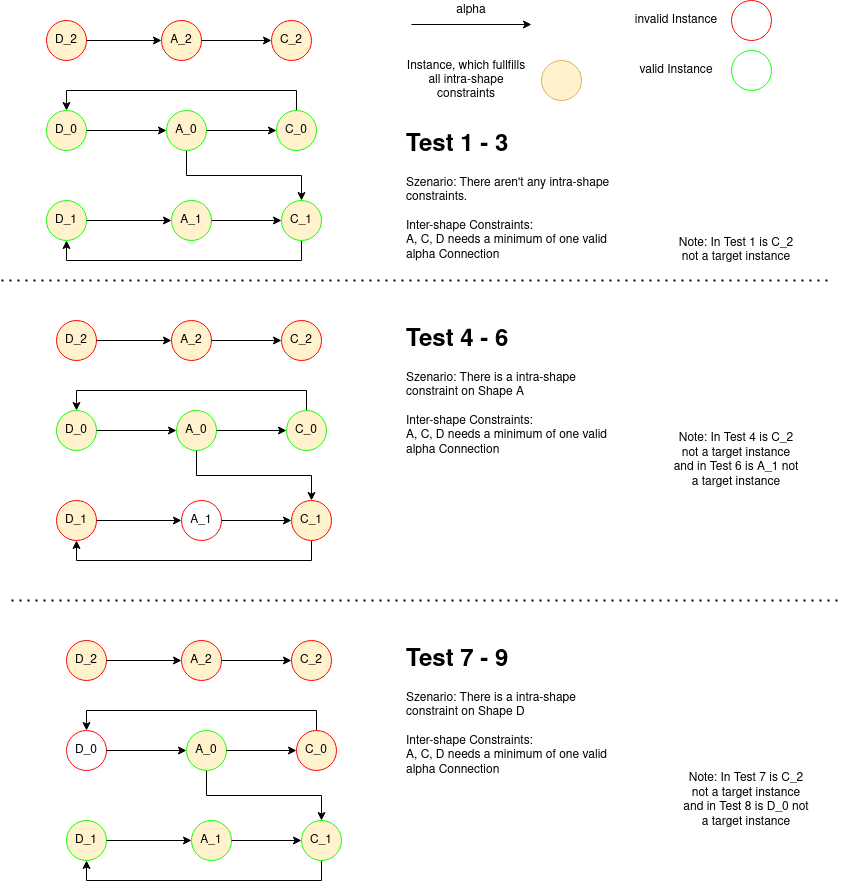 D_2
A_2
C_2
D_0
A_0
C_0
D_1
A_1
C_1
alpha
invalid Instance
Instance, which fullfills
all intra-shape
constraints
valid Instance
Test 1 - 3
Szenario: There aren't any intra-shape
constraints.
Inter-shape Constraints:
A, C, D needs a minimum of one valid
alpha Connection
Note: In Test 1 is C_2
not a target instance
D_2
A_2
C_2
D_0
A_0
C_0
D_1
A_1
C_1
Test 4 - 6
Szenario: There is a intra-shape
constraint on Shape A
Inter-shape Constraints:
A, C, D needs a minimum of one valid
alpha Connection
Note: In Test 4 is C_2
not a target instance
and in Test 6 is A_1 not
a target instance
D_2
A_2
C_2
D_0
A_0
C_0
D_1
A_1
C_1
Test 7 - 9
Szenario: There is a intra-shape
constraint on Shape D
Inter-shape Constraints:
A, C, D needs a minimum of one valid
alpha Connection
Note: In Test 7 is C_2
not a target instance
and in Test 8 is D_0 not
a target instance